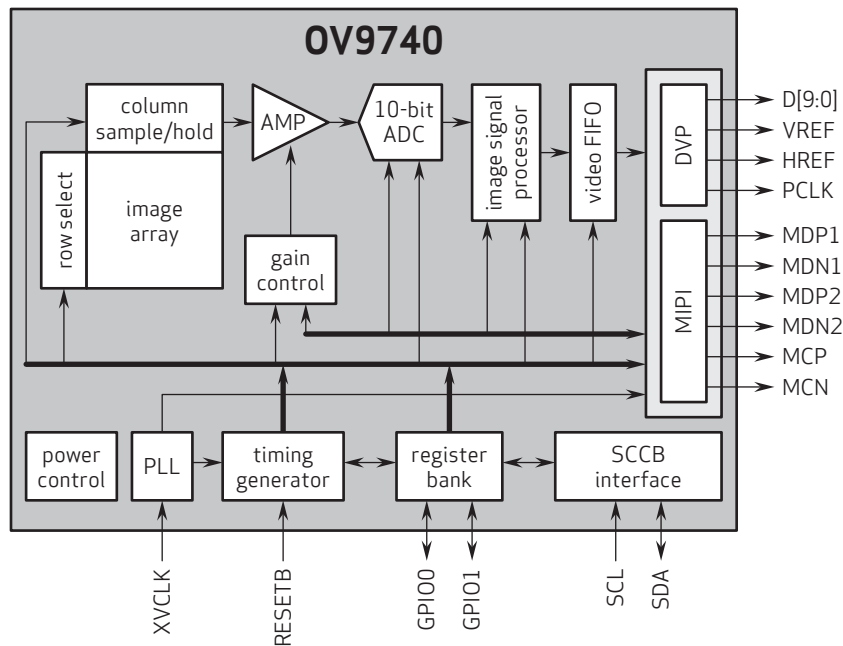 OV9740
column
sample/hold
AMP
10-bit
ADC
image signal
processor
video FIFO
DVP
D[9:0]
VREF
HREF
PCLK
row select
image
array
gain
control
MIPI
MDP1
MDN1
MDP2
MDN2
MCP
MCN
power
control
PLL
timing
generator
register
bank
SCCB
interface
XVCLK
RESETB
GPIO0
GPIO1
SCL
SDA